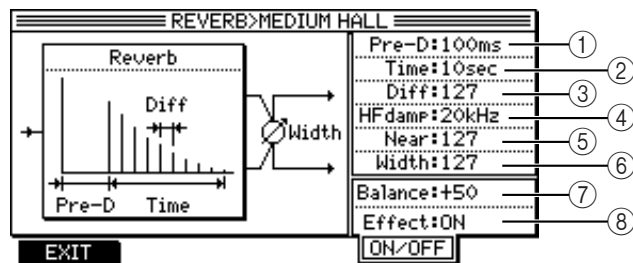 REVERB>MEDIUM HALL
Reverb
Diff
Pre-D
Time
Width
Pre-D:100ms
Time:10sec
Diff:127
HFdamp:20kHz
Near:127
Width:127
Balance:+50
Effect:ON
EXIT
ON/OFF
①
②
③
④
⑤
⑥
⑦
⑧